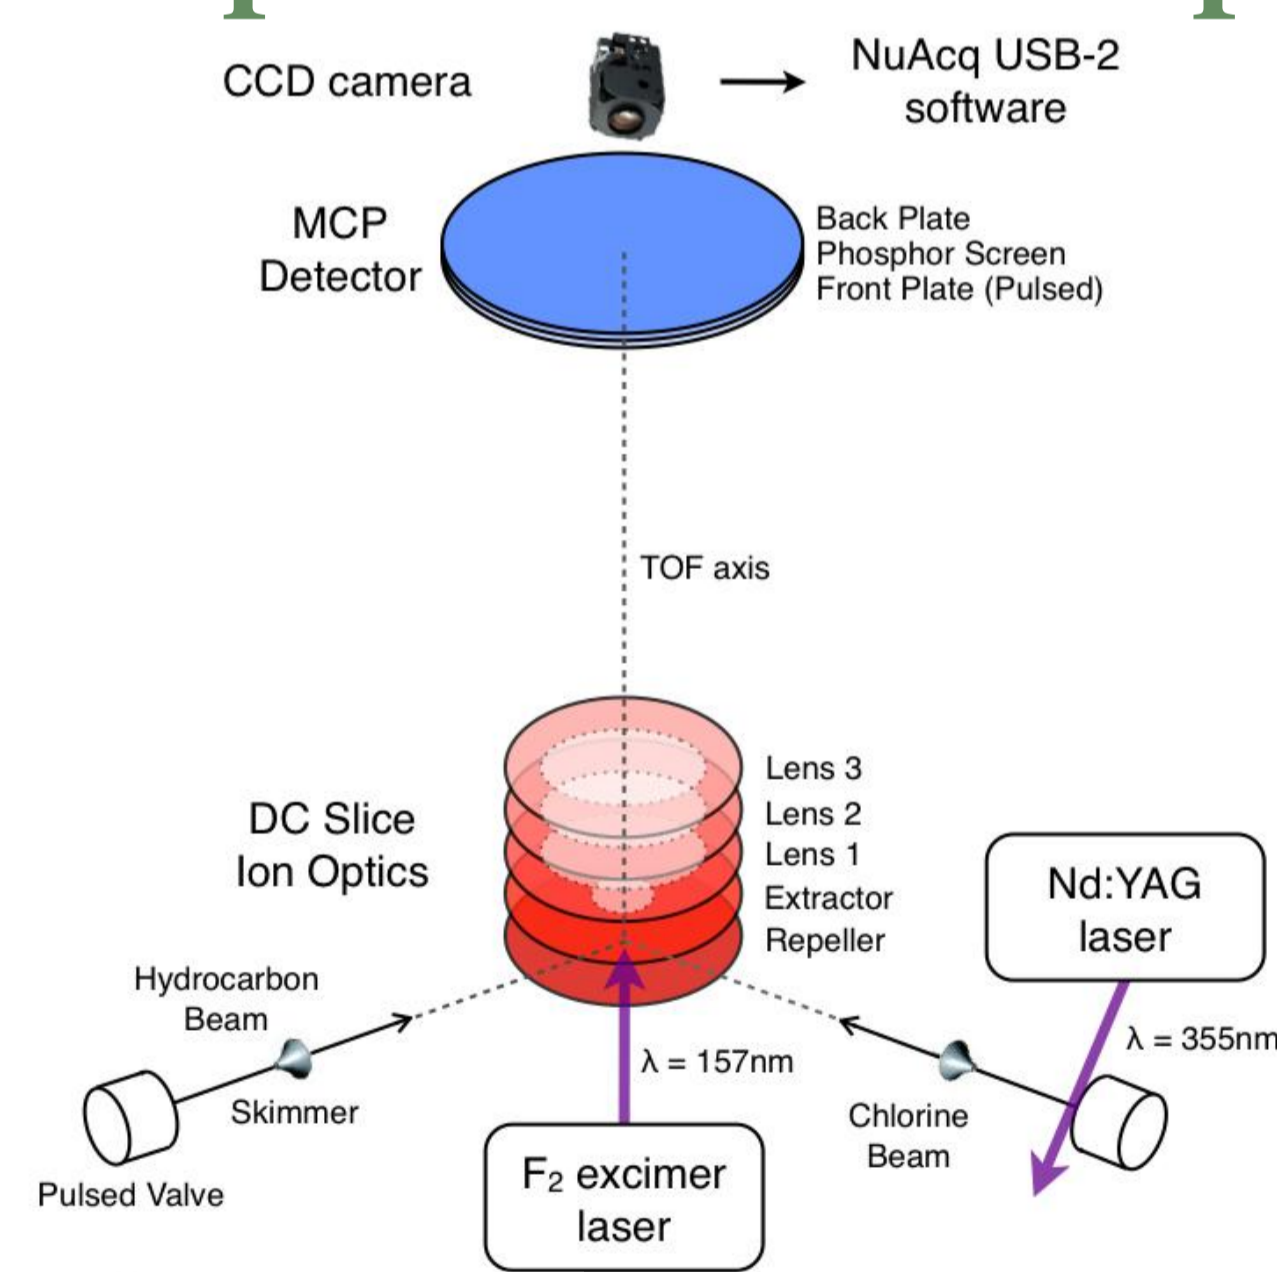 CCD camera
NuAcq USB-2
software
MCP
Detector
Back Plate
Phosphor Screen
Front Plate (Pulsed)
TOF axis
DC Slice
Ion Optics
Lens 3
Lens 2
Lens 1
Extractor
Repeller
Nd:YAG
laser
Hydrocarbon
Beam
λ = 355nm
λ = 157nm
Skimmer
Chlorine
Beam
Pulsed Valve
F₂ excimer
laser